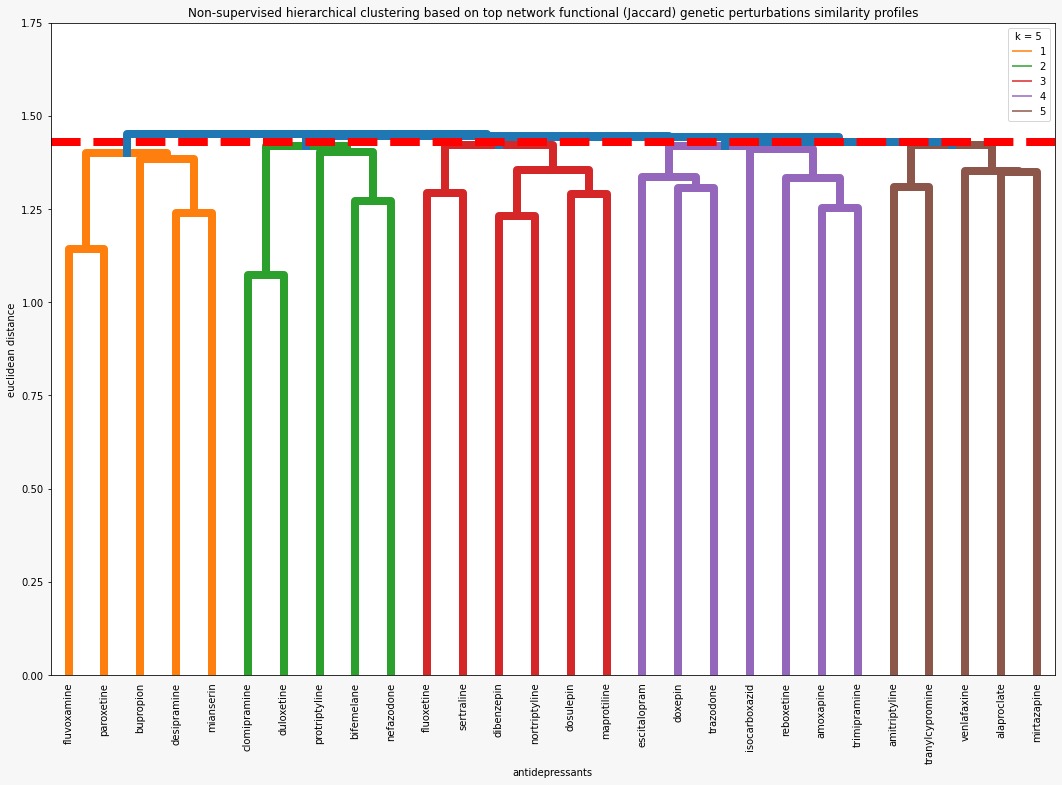 Non-supervised hierarchical clustering based on top network functional (Jaccard) genetic perturbations similarity profiles
k = 5
1
2
3
4
5
1.75
1.50
1.25
1.00
0.75
0.50
0.25
0.00
euclidean distance
fluvoxamine
paroxetine
bupropion
desipramine
mianserin
clomipramine
duloxetine
protriptyline
bifemelane
nefazodone
fluoxetine
sertraline
dibenzepin
nortriptyline
dosulepin
maprotiline
escitalopram
doxepin
trazodone
isocarboxazid
reboxetine
amoxapine
trimipramine
amitriptyline
tranylcypromine
venlafaxine
alaproclate
mirtazapine
antidepressants